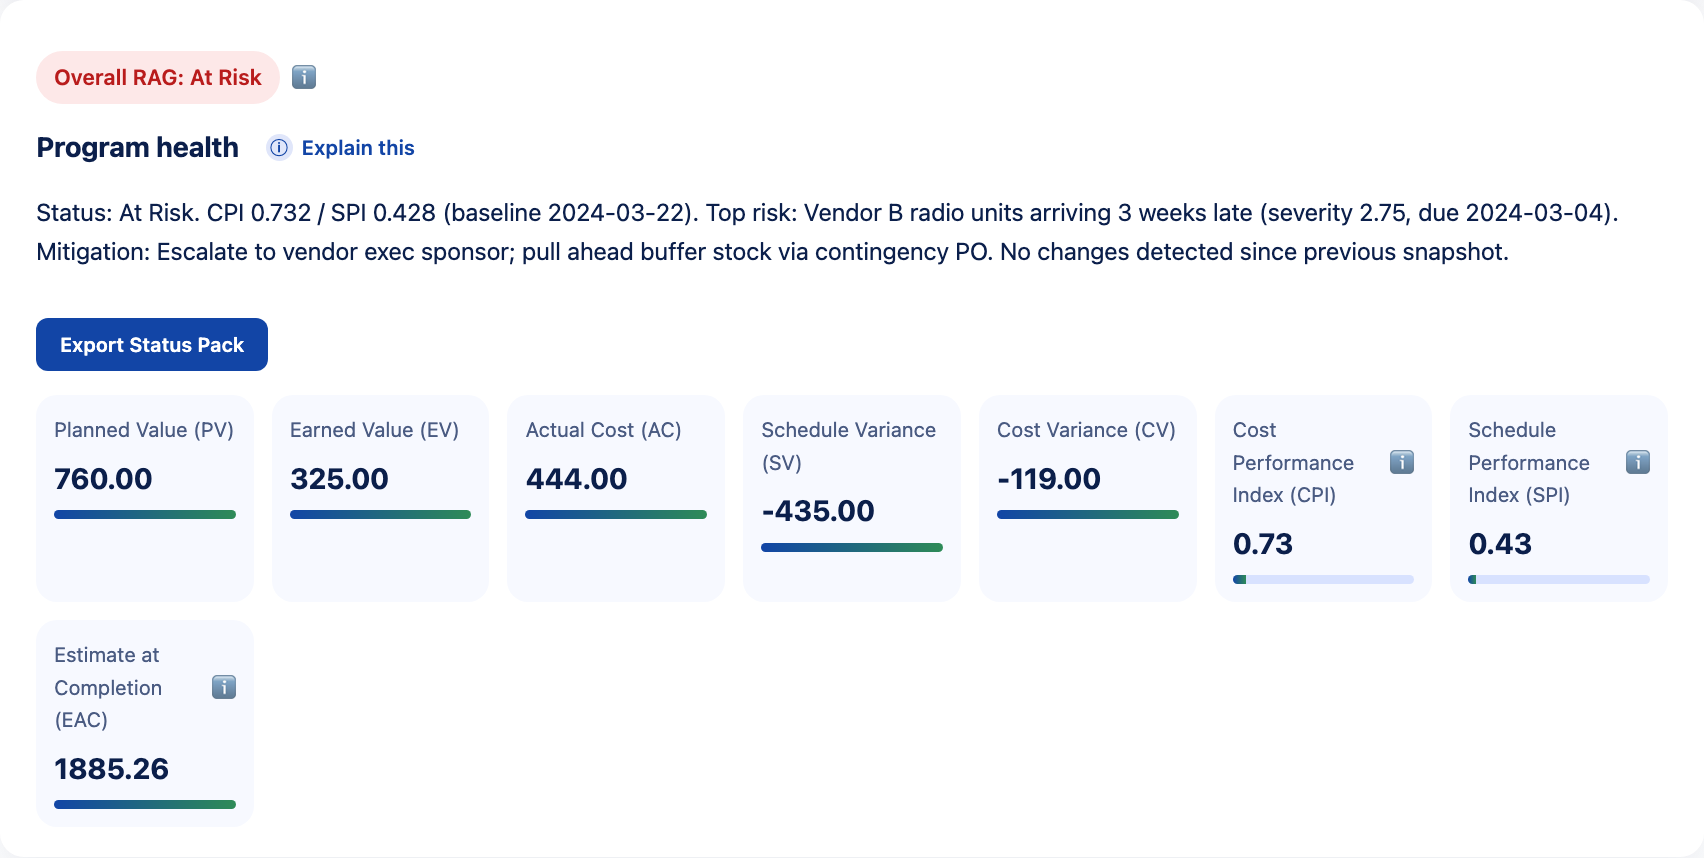 Overall RAG: At Risk
Program health
Explain this
Status: At Risk. CPI 0.732 / SPI 0.428 (baseline 2024-03-22). Top risk: Vendor B radio units arriving 3 weeks late (severity 2.75, due 2024-03-04).
Mitigation: Escalate to vendor exec sponsor; pull ahead buffer stock via contingency PO. No changes detected since previous snapshot.
Export Status Pack
Planned Value (PV)
760.00
Earned Value (EV)
325.00
Actual Cost (AC)
444.00
Schedule Variance
(SV)
-435.00
Cost Variance (CV)
-119.00
Cost
Performance
Index (CPI)
0.73
Schedule
Performance
Index (SPI)
0.43
Estimate at
Completion
(EAC)
1885.26